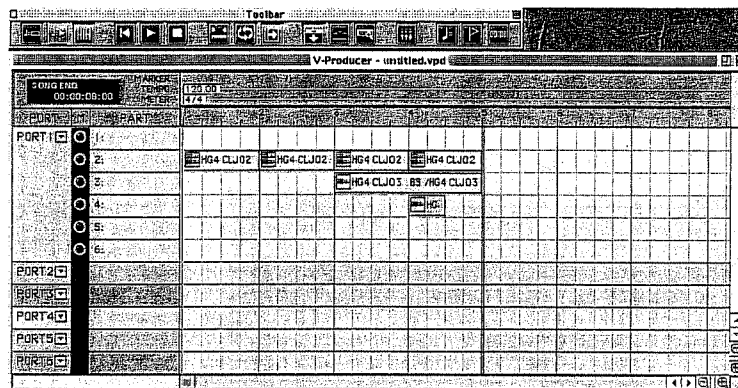 Toolbar
V-Producer - untitled.vpd
SONG END
00:00:08:00
MARKER
TEMPO
METER
120.00
4/4
PORT
PART
PORT1
1:
2:
HG4 CLJ02 HG4-CLJ02: HG4 CLJ02 HG4 CLJ02
3:
HG4 CLJ03 :89 /HG4 CLJ03
4:
HG-
5:
6:
PORT2
PORT3
PORT4
PORT5
PORT6